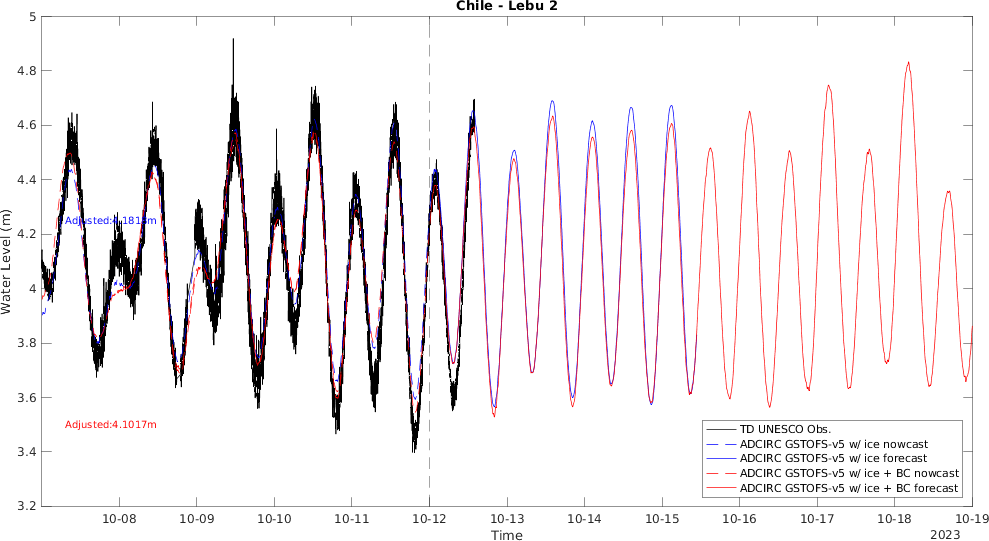 Chile - Lebu 2
5
4.8
4.6
4.4
4.2
4
3.8
3.6
3.4
3.2
Water Level (m)
Adjusted:4.1815m
Adjusted:4.1017m
TD UNESCO Obs.
ADCIRC GSTOFS-v5 w/ ice nowcast
ADCIRC GSTOFS-v5 w/ ice forecast
ADCIRC GSTOFS-v5 w/ ice + BC nowcast
ADCIRC GSTOFS-v5 w/ ice + BC forecast
10-08 10-09 10-10 10-11 10-12 10-13 10-14 10-15 10-16 10-17 10-18 10-19
Time
2023